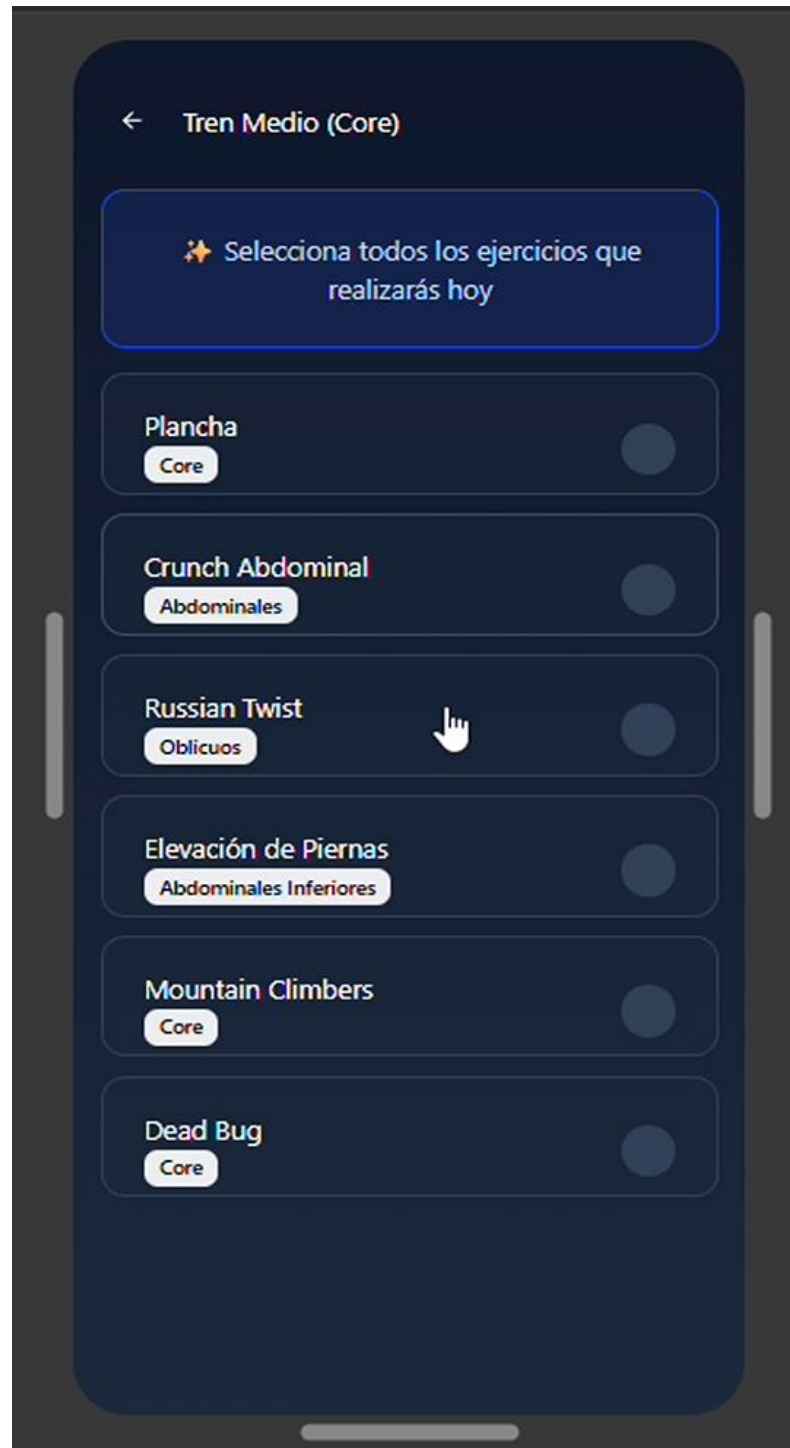 Tren Medio (Core)
✨ Selecciona todos los ejercicios que
realizarás hoy
Plancha
Core
Crunch Abdominal
Abdominales
Russian Twist
Oblicuos
Elevación de Piernas
Abdominales Inferiores
Mountain Climbers
Core
Dead Bug
Core